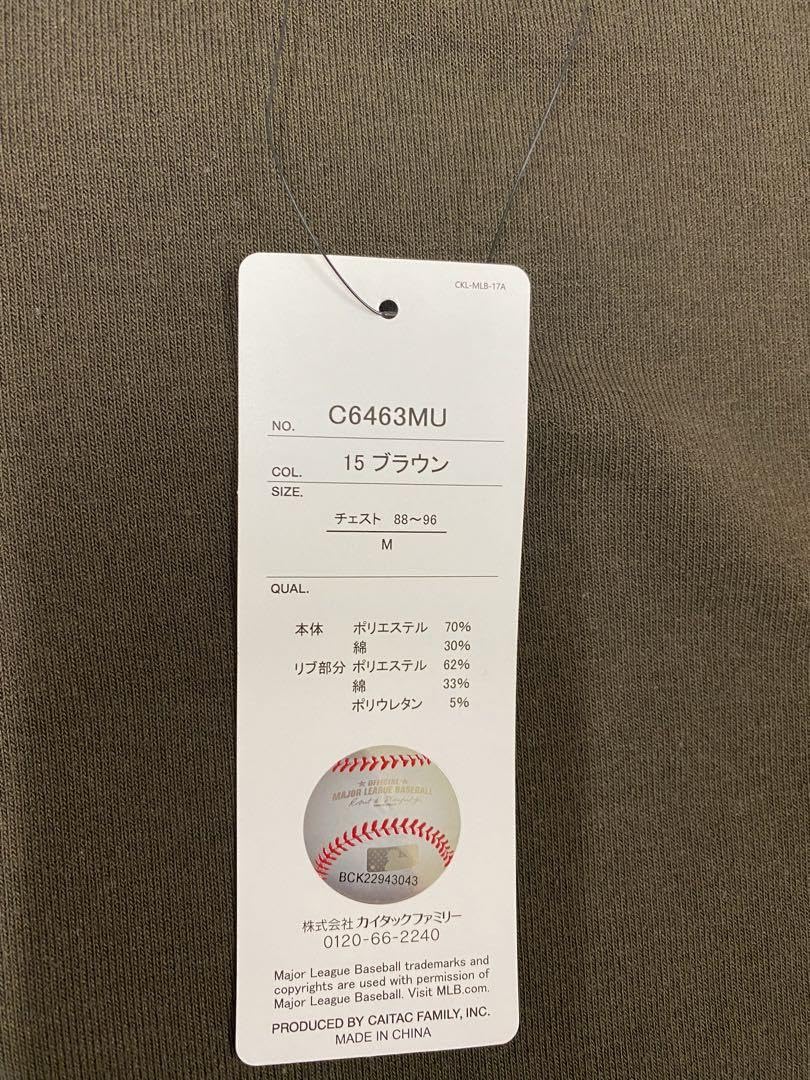 CKL-MLB-17A
NO. C6463MU
COL. 15 ブラウン
SIZE.
チェスト 88〜96
M
QUAL.
本体 ポリエステル 70%
綿 30%
リブ部分 ポリエステル 62%
綿 33%
ポリウレタン 5%
★ OFFICIAL ★
MAJOR LEAGUE BASEBALL
BCK22943043
株式会社 カイタックファミリー
0120-66-2240
Major League Baseball trademarks and
copyrights are used with permission of
Major League Baseball. Visit MLB.com.
PRODUCED BY CAITAC FAMILY, INC.
MADE IN CHINA